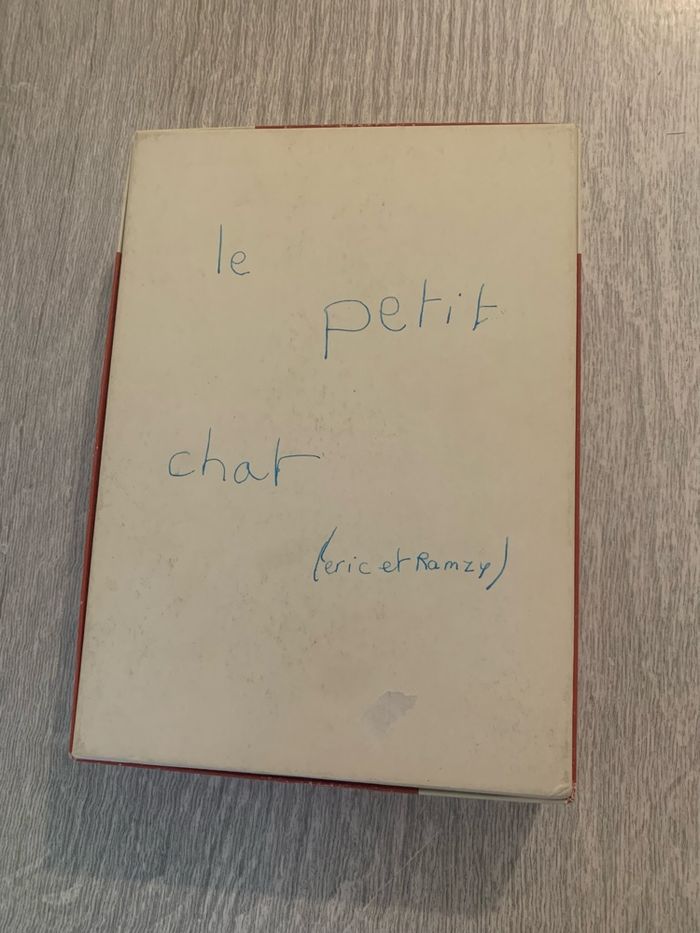 le
petit
chat
(eric et Ramzy)